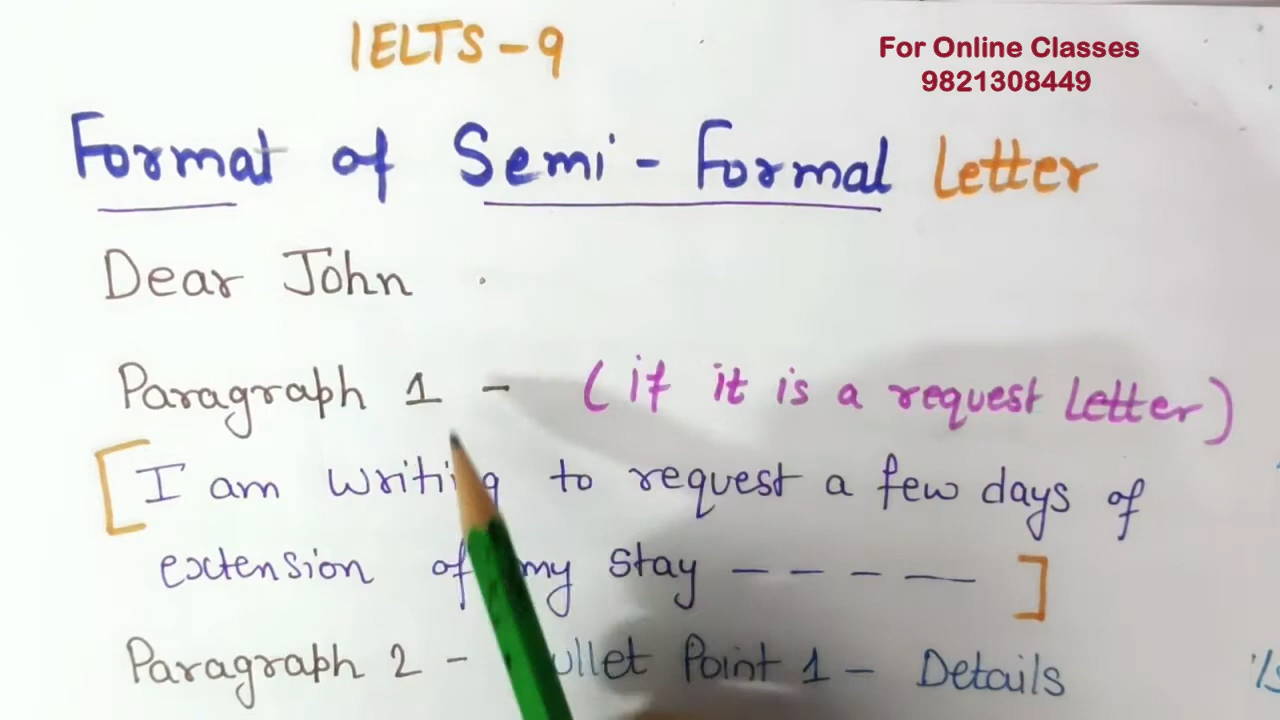 IELTS-9
For Online Classes
9821308449
Format of Semi-Formal Letter
Dear John
Paragraph 1 - (if it is a request letter)
[I am writing to request a few days of
extension of my stay - - - - ]
Paragraph 2 - Bullet Point 1 - Details